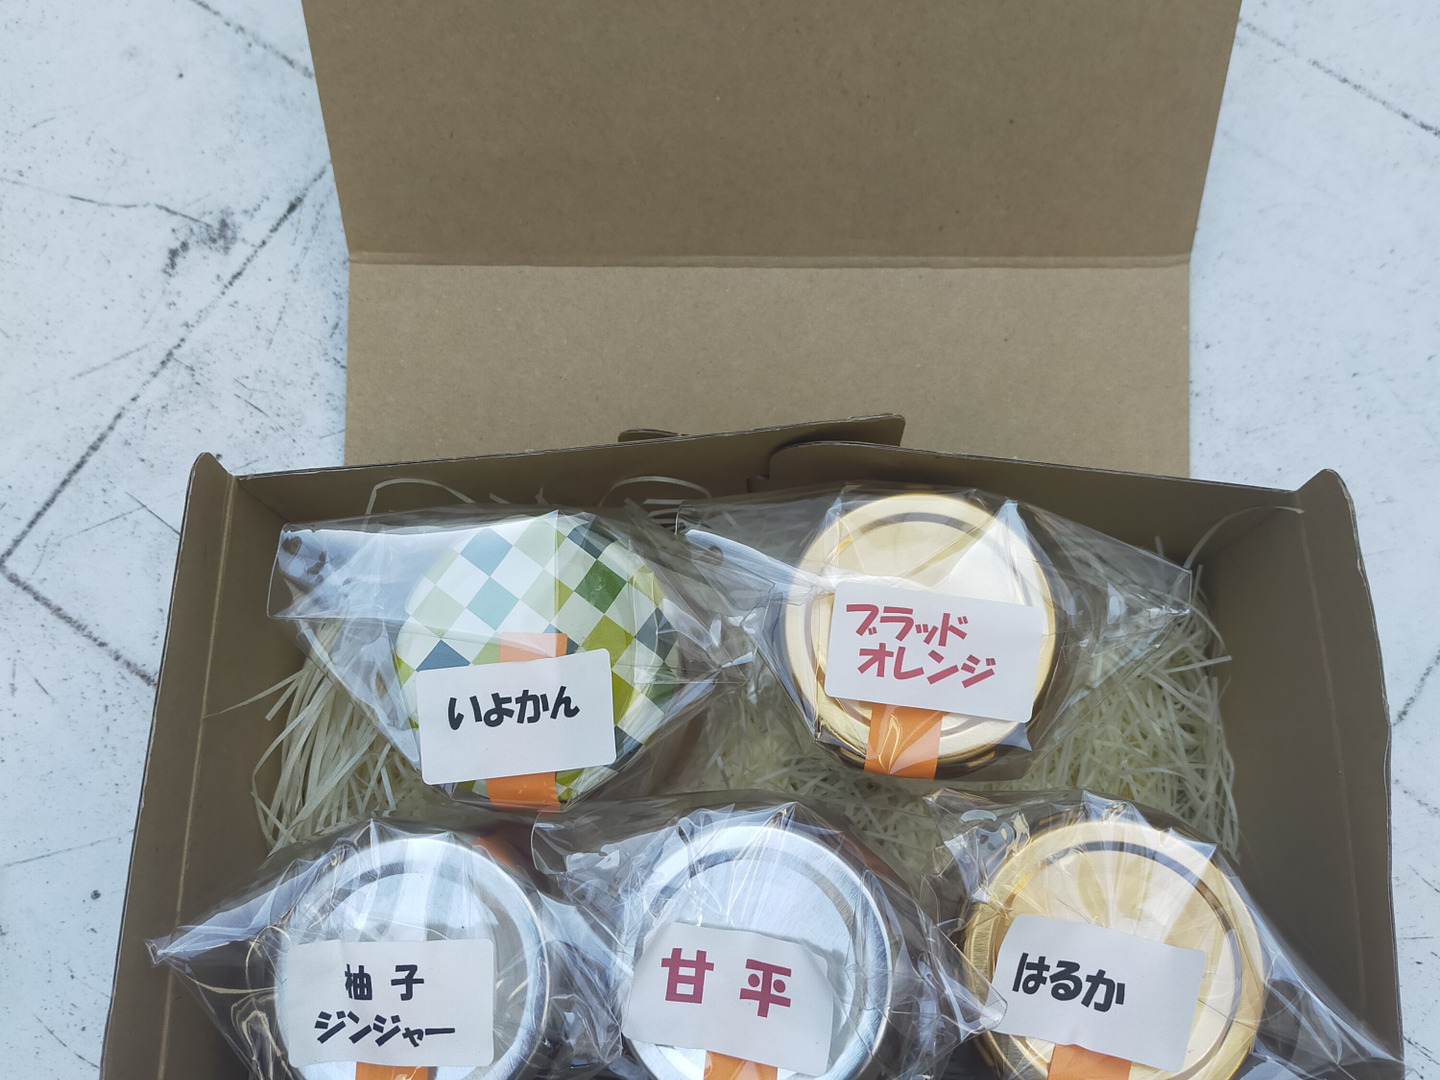 いよかん
ブラッド
オレンジ
柚子
ジンジャー
甘平
はるか